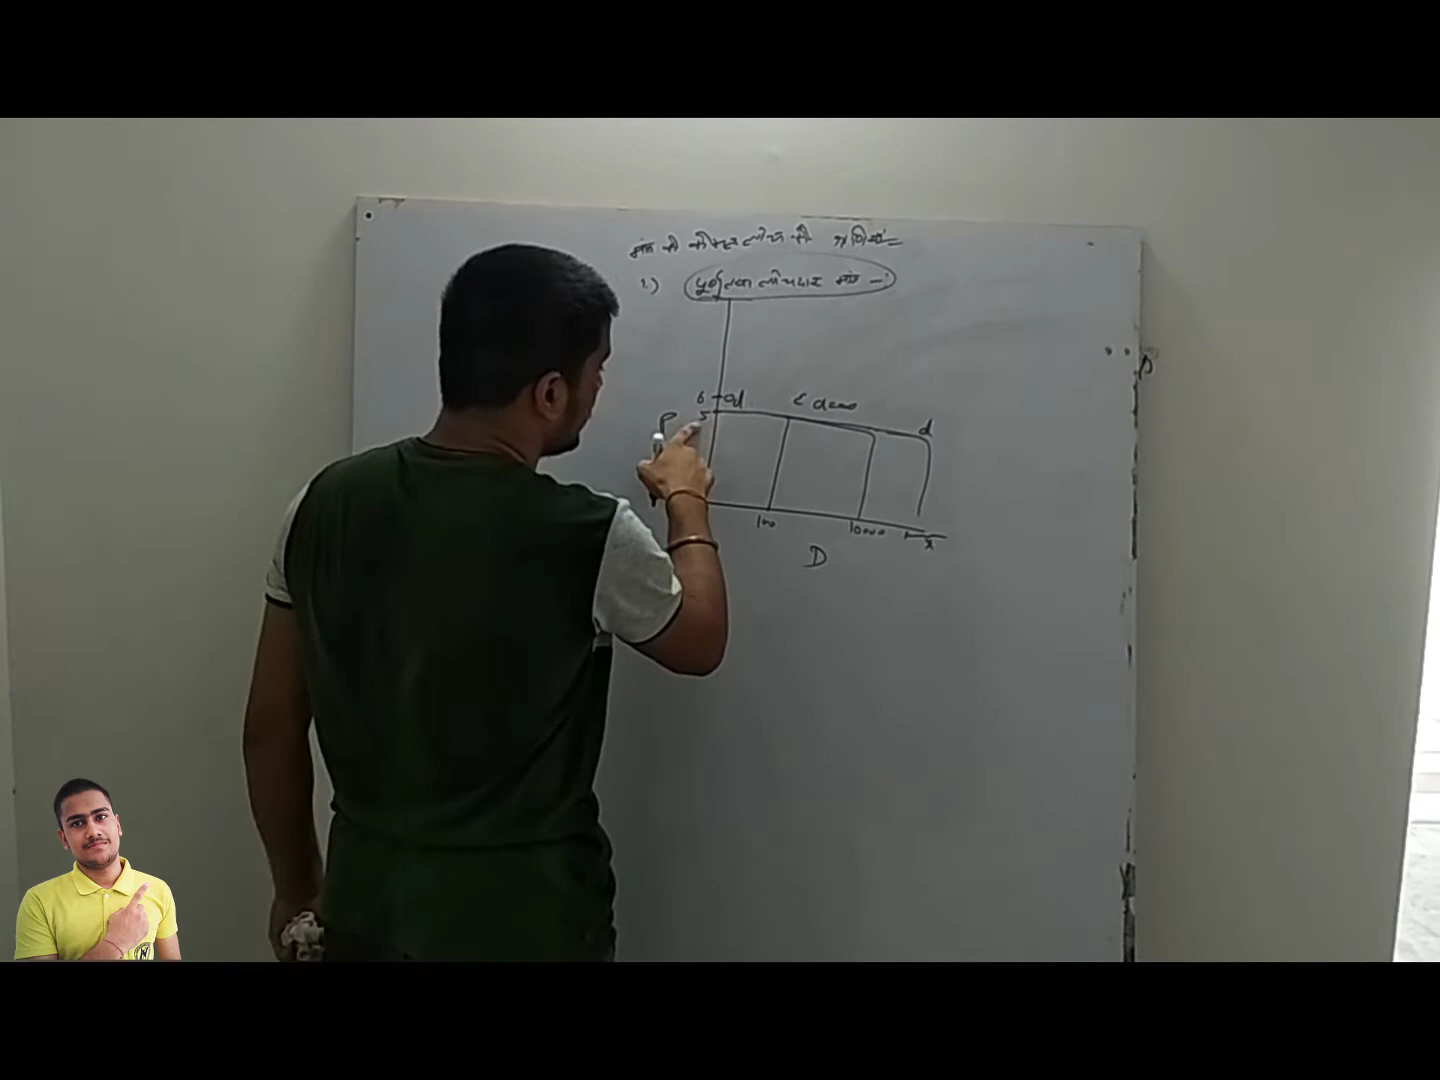 मांग की कीमत लोच की श्रेणियां=
1.) पूर्णतया लोचदार मांग -:
6
d
5
P
d
100
10000
x
D